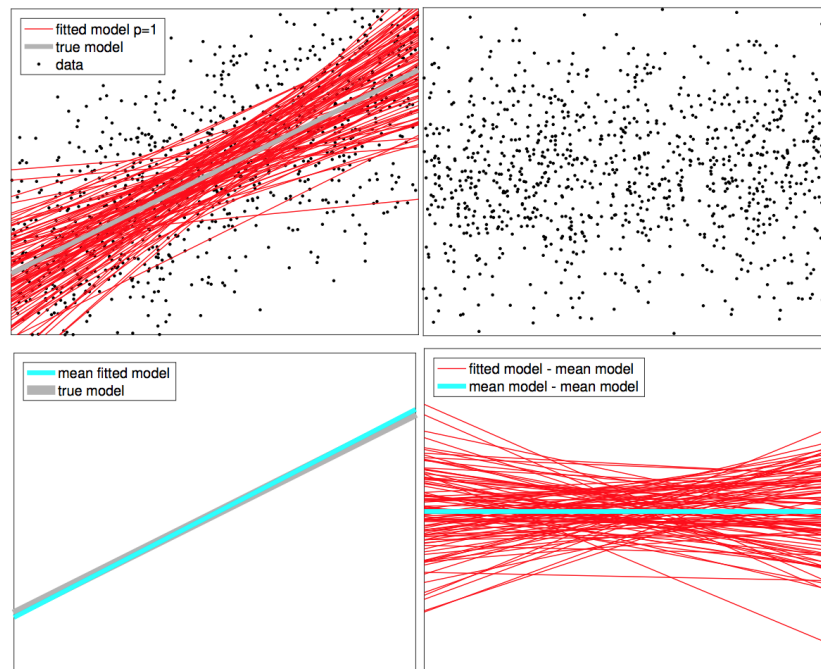 fitted model p=1
true model
data
mean fitted model
true model
fitted model - mean model
mean model - mean model